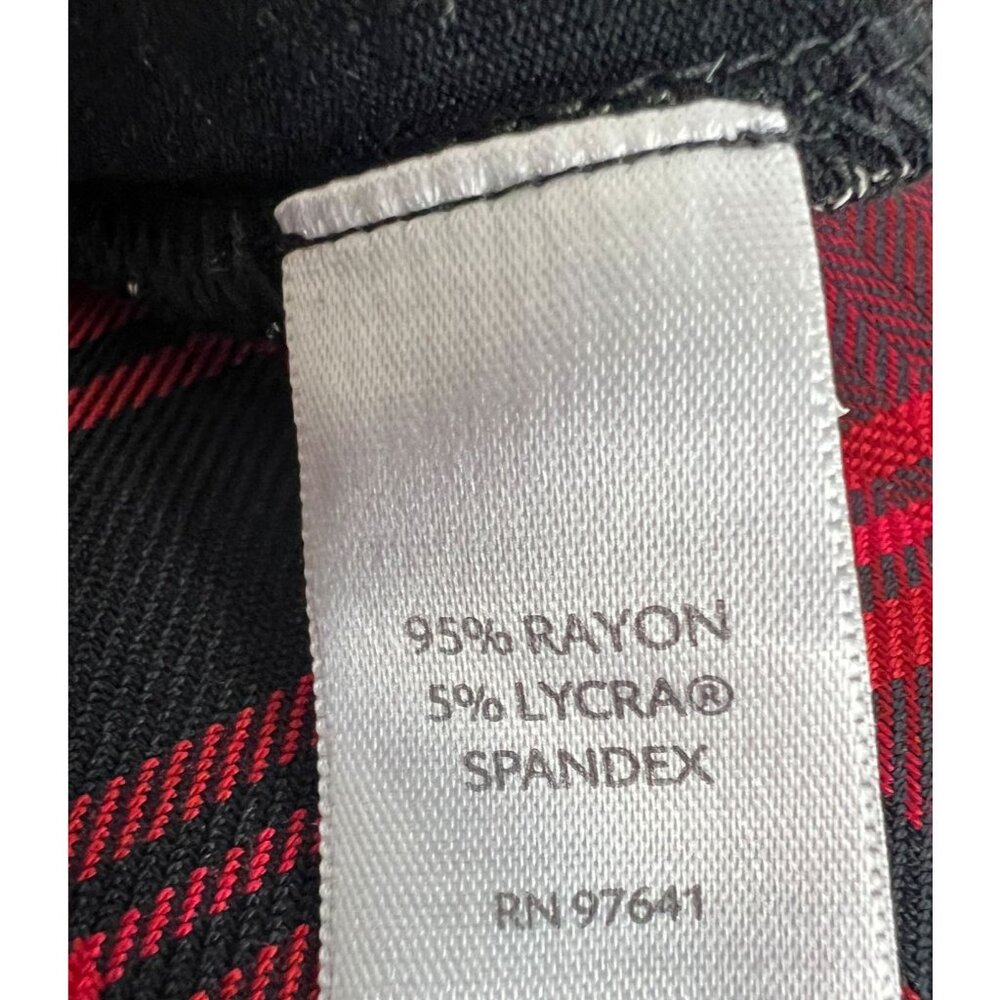 95% RAYON
5% LYCRA®
SPANDEX
RN 97641